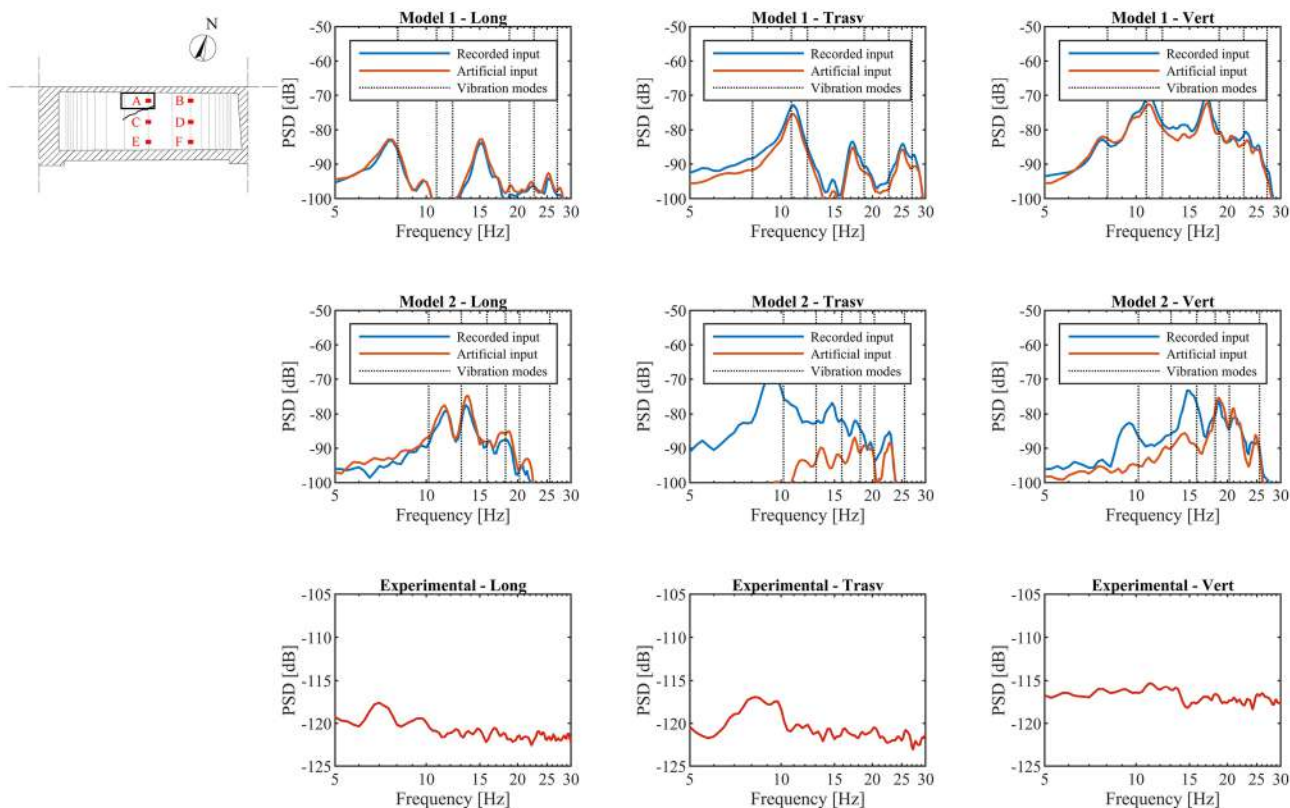 N
A B
C D
E F
Model 1 - Long
Recorded input
Artificial input
Vibration modes
PSD [dB]
-50
-60
-70
-80
-90
-100
5 10 15 20 25 30
Frequency [Hz]
Model 1 - Trasv
Recorded input
Artificial input
Vibration modes
PSD [dB]
-50
-60
-70
-80
-90
-100
5 10 15 20 25 30
Frequency [Hz]
Model 1 - Vert
Recorded input
Artificial input
Vibration modes
PSD [dB]
-50
-60
-70
-80
-90
-100
5 10 15 20 25 30
Frequency [Hz]
Model 2 - Long
Recorded input
Artificial input
Vibration modes
PSD [dB]
-50
-60
-70
-80
-90
-100
5 10 15 20 25 30
Frequency [Hz]
Model 2 - Trasv
Recorded input
Artificial input
Vibration modes
PSD [dB]
-50
-60
-70
-80
-90
-100
5 10 15 20 25 30
Frequency [Hz]
Model 2 - Vert
Recorded input
Artificial input
Vibration modes
PSD [dB]
-50
-60
-70
-80
-90
-100
5 10 15 20 25 30
Frequency [Hz]
Experimental - Long
PSD [dB]
-105
-110
-115
-120
-125
5 10 15 20 25 30
Frequency [Hz]
Experimental - Trasv
PSD [dB]
-105
-110
-115
-120
-125
5 10 15 20 25 30
Frequency [Hz]
Experimental - Vert
PSD [dB]
-105
-110
-115
-120
-125
5 10 15 20 25 30
Frequency [Hz]